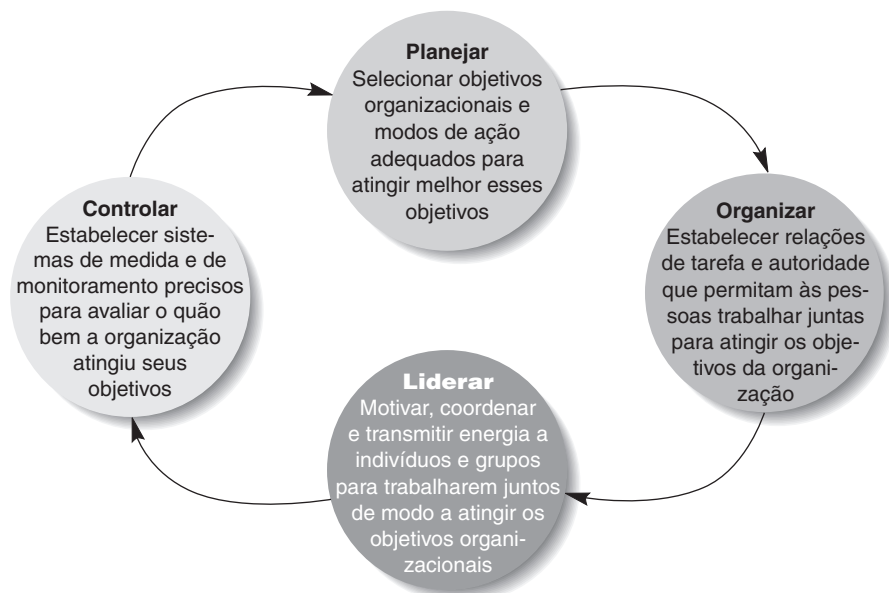 Planejar
Selecionar objetivos
organizacionais e
modos de ação
adequados para
atingir melhor esses
objetivos
Organizar
Estabelecer relações
de tarefa e autoridade
que permitam às pes-
soas trabalhar juntas
para atingir os obje-
tivos da organi-
zação
Liderar
Motivar, coordenar
e transmitir energia a
indivíduos e grupos
para trabalharem juntos
de modo a atingir os
objetivos organi-
zacionais
Controlar
Estabelecer siste-
mas de medida e de
monitoramento precisos
para avaliar o quão
bem a organização
atingiu seus
objetivos